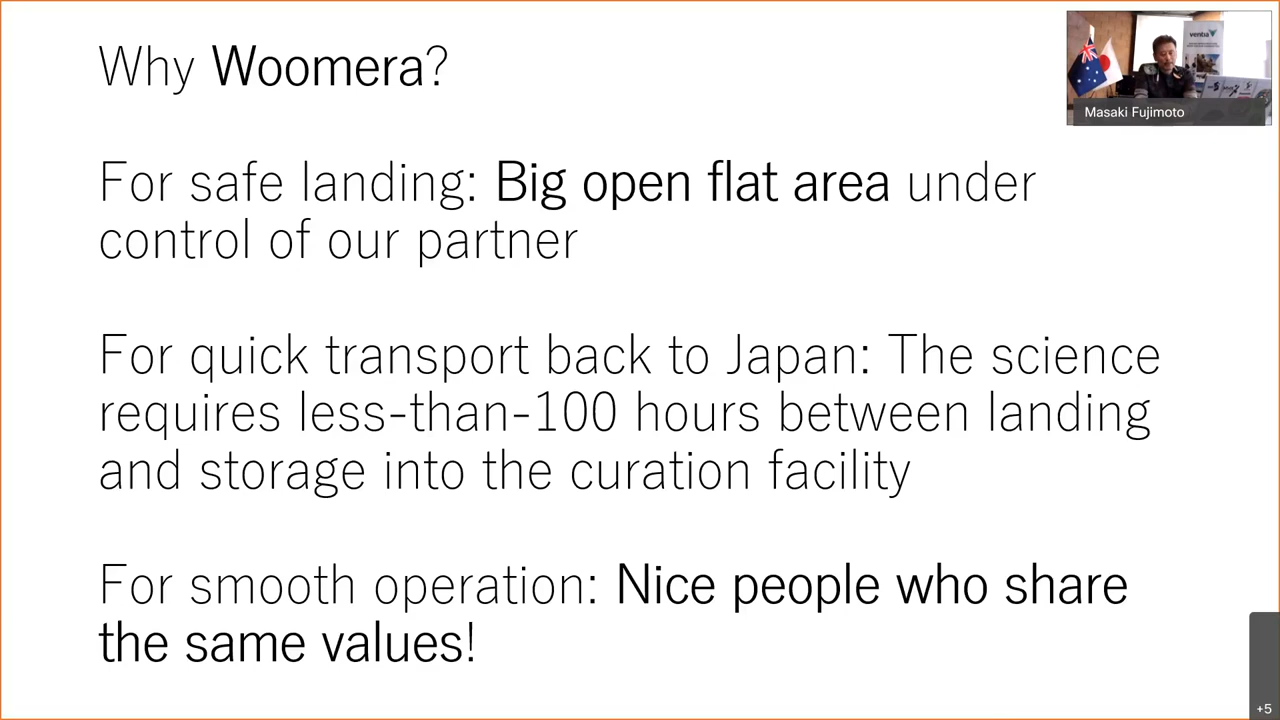 Why Woomera?
ventia
Masaki Fujimoto
For safe landing: Big open flat area under
control of our partner
For quick transport back to Japan: The science
requires less-than-100 hours between landing
and storage into the curation facility
For smooth operation: Nice people who share
the same values!
+5